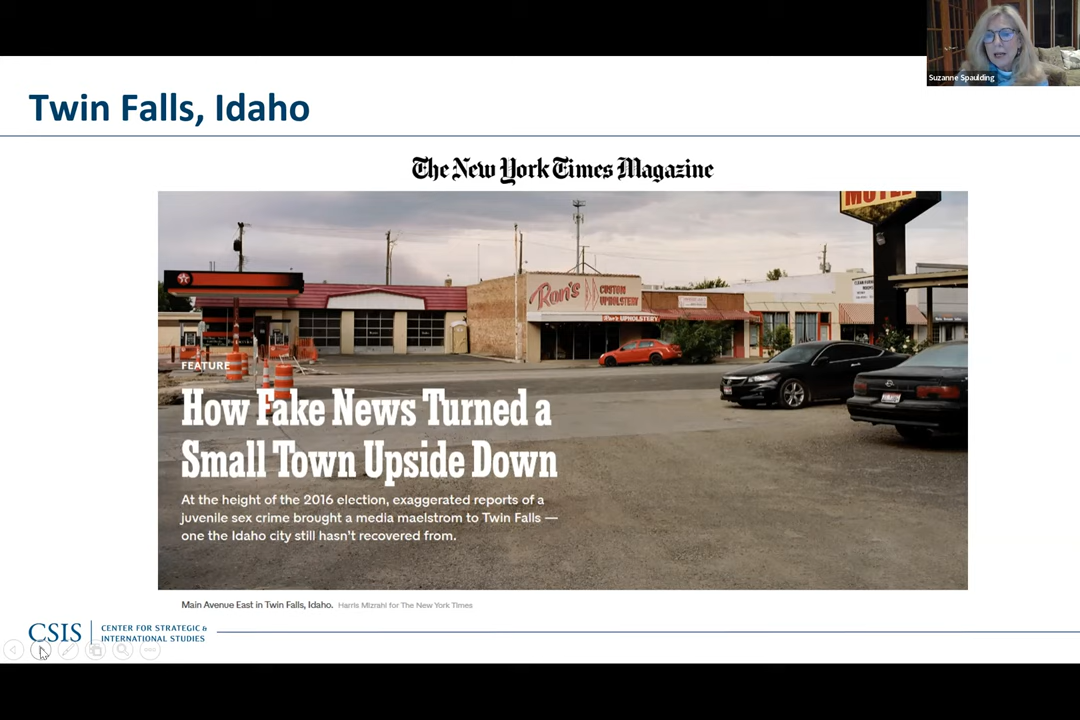 Suzanne Spaulding
Twin Falls, Idaho
The New York Times Magazine
MOTEL
Ron's
CUSTOM
UPHOLSTERY
UPHOLSTERY
FEATURE
How Fake News Turned a
Small Town Upside Down
At the height of the 2016 election, exaggerated reports of a
juvenile sex crime brought a media maelstrom to Twin Falls —
one the Idaho city still hasn't recovered from.
Main Avenue East in Twin Falls, Idaho. Harris Mizrahi for The New York Times
CSIS
CENTER FOR STRATEGIC &
INTERNATIONAL STUDIES